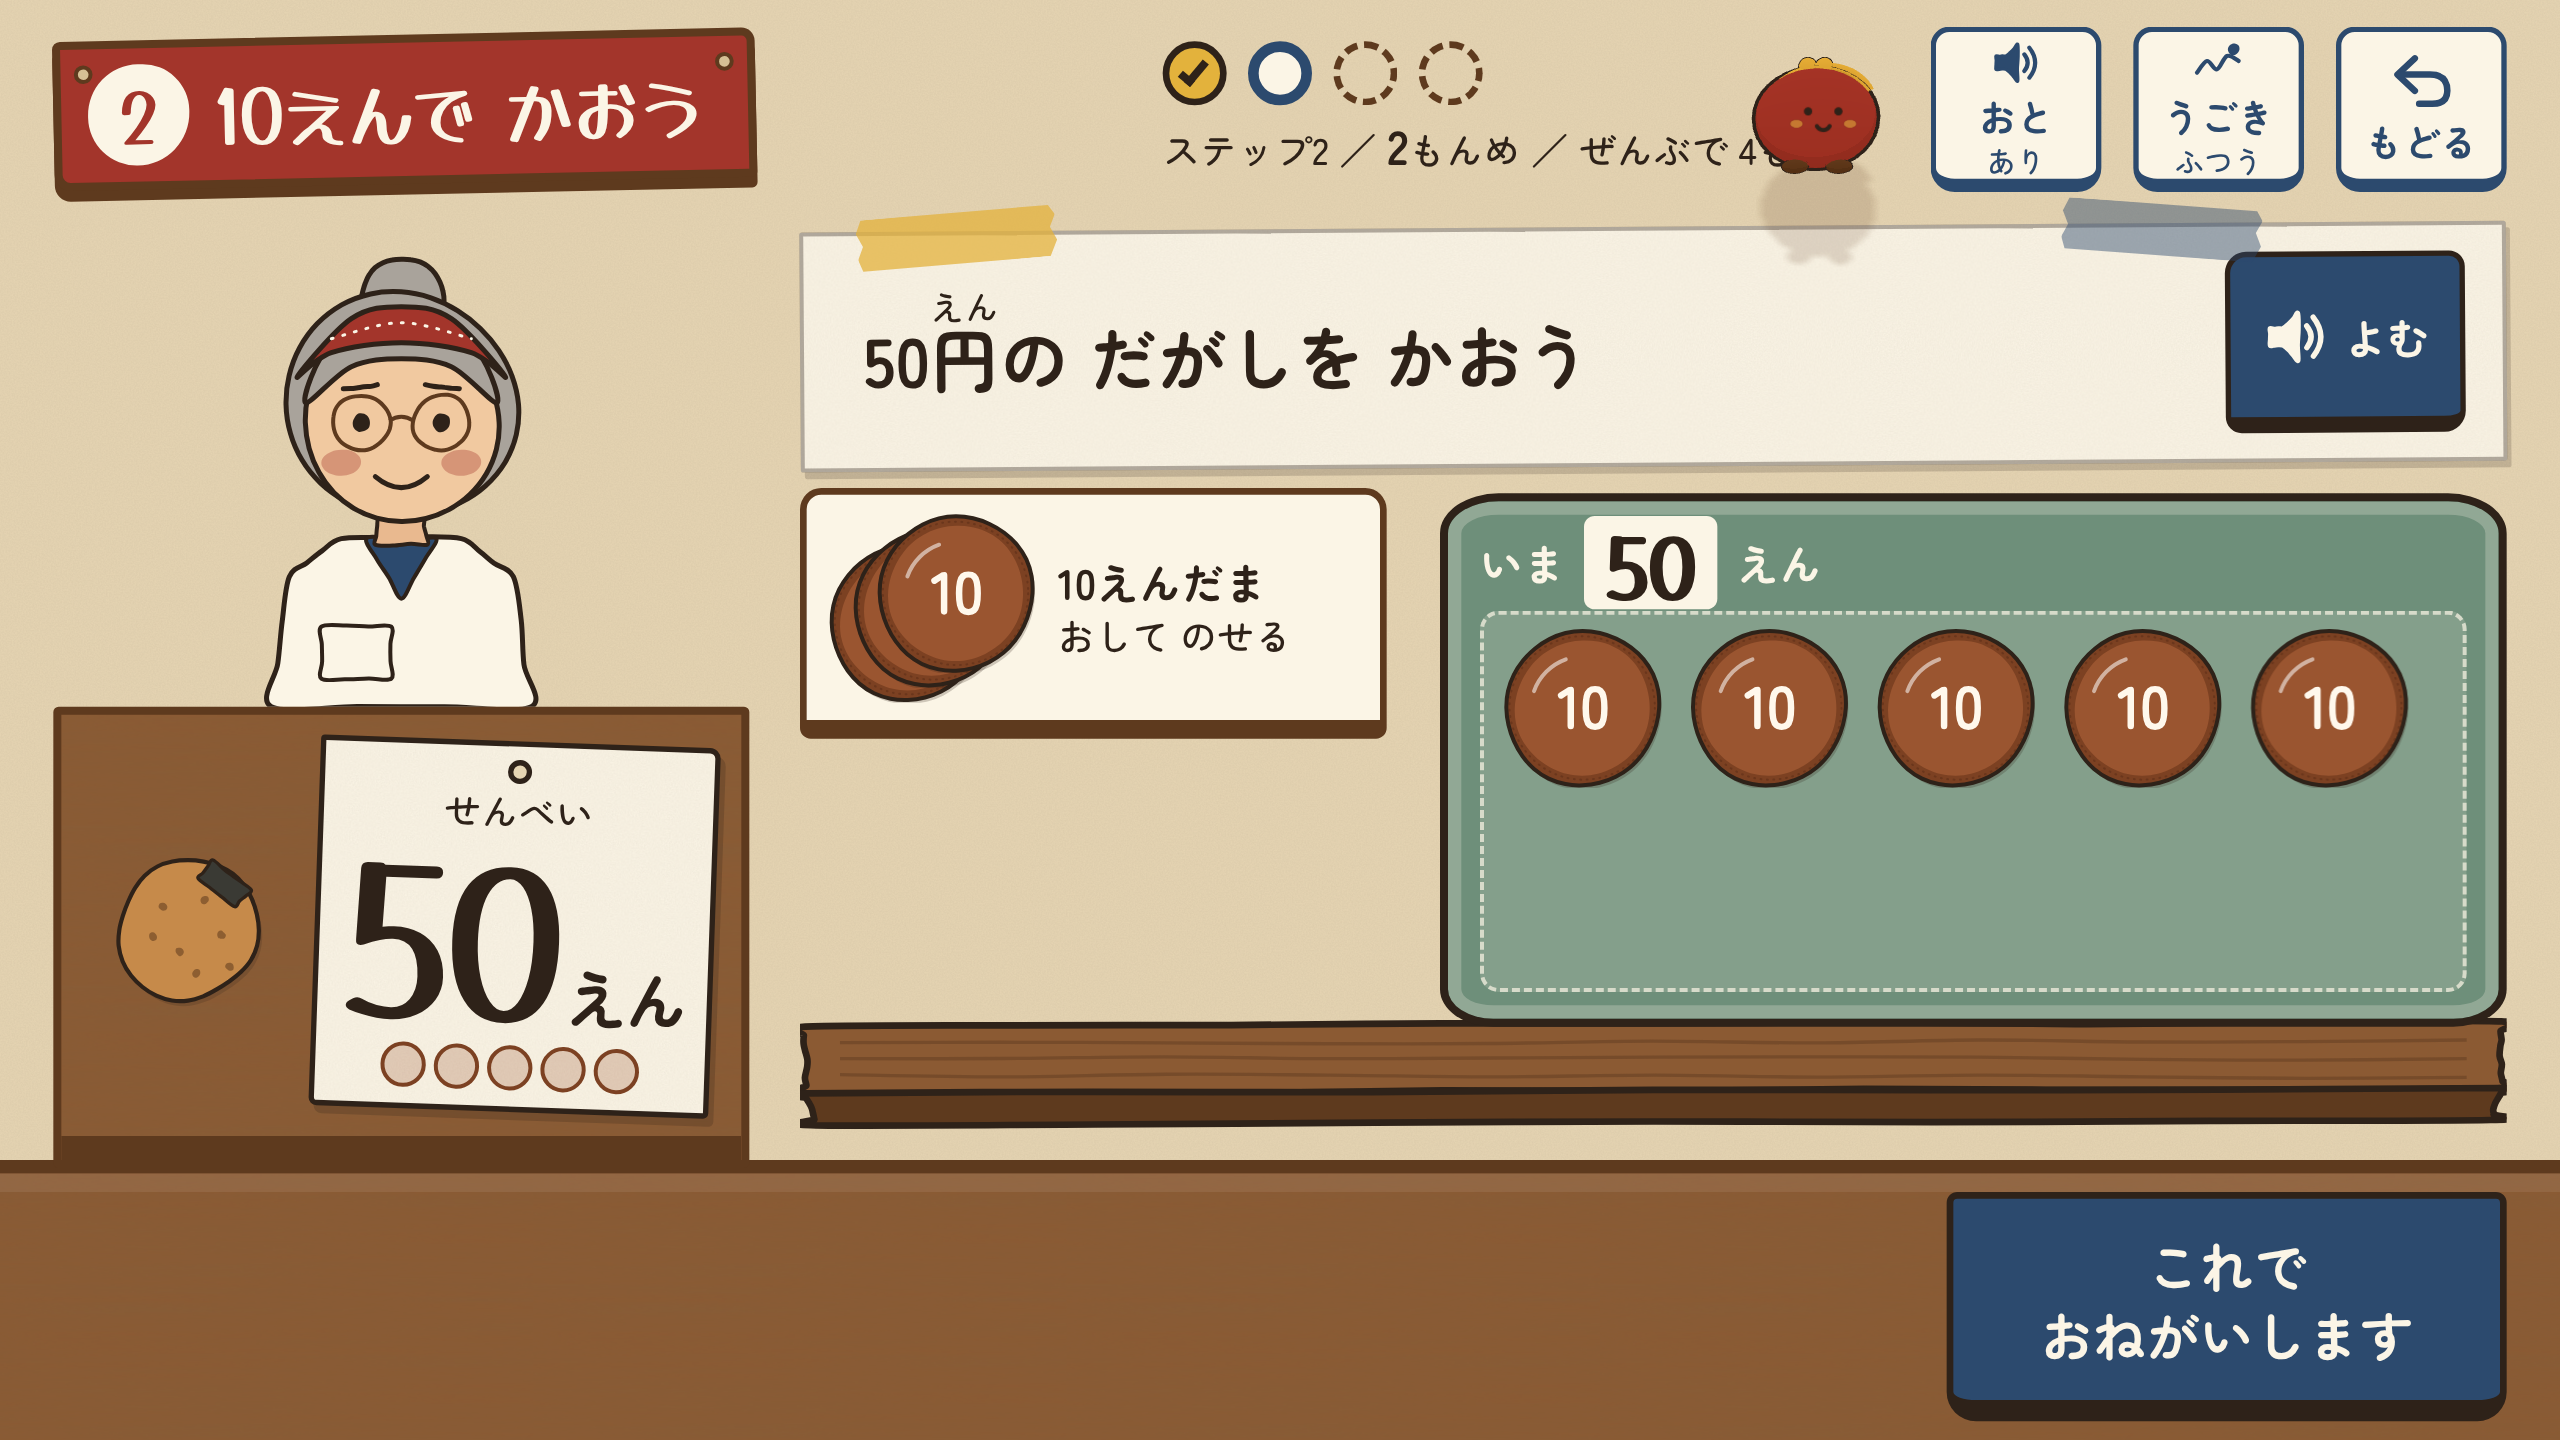 2 10えんで かおう
ステップ2 ／ 2もんめ ／ ぜんぶで 4
おと
あり
うごき
ふつう
もどる
えん
50円の だがしを かおう
よむ
10
10えんだま
おして のせる
いま 50 えん
10 10 10 10 10
せんべい
50えん
これで
おねがいします